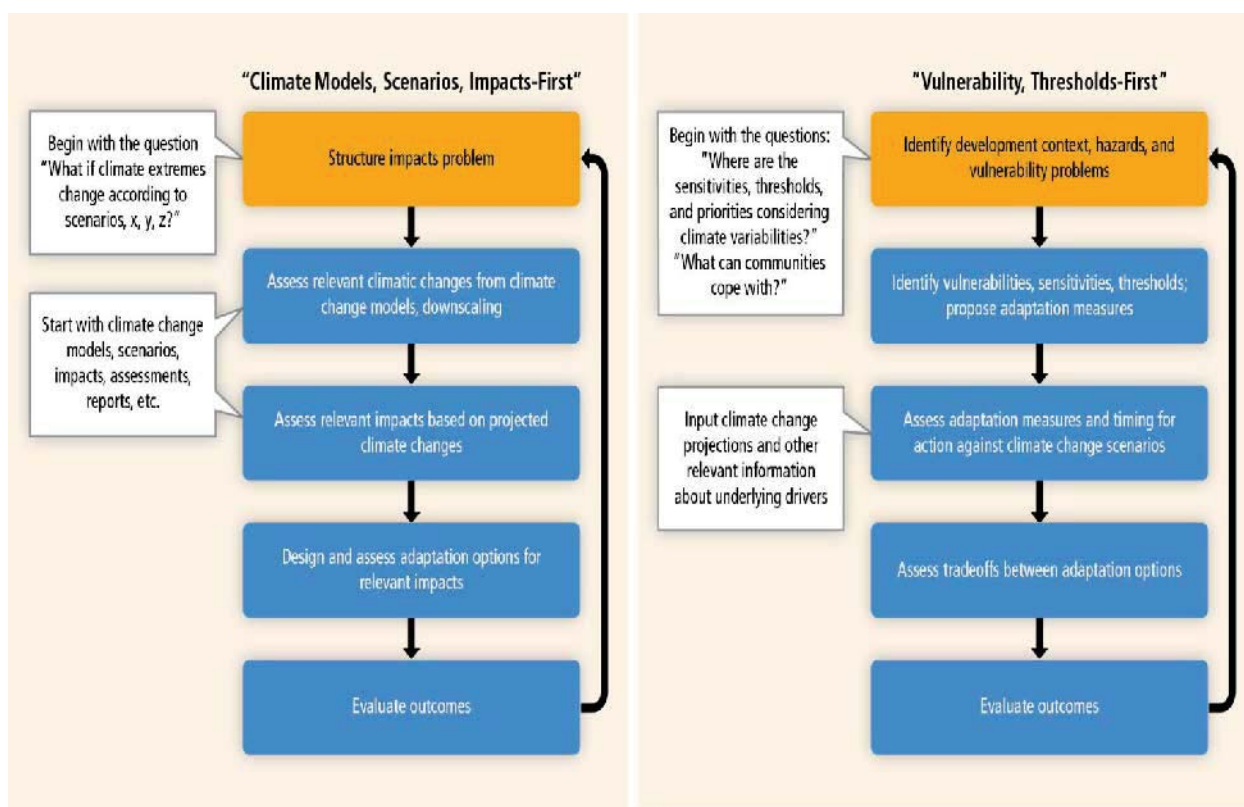 "Climate Models, Scenarios, Impacts-First"
Begin with the question
"What if climate extremes
change according to
scenarios, x, y, z?"
Structure impacts problem
Assess relevant climatic changes from climate
change models, downscaling
Start with climate change
models, scenarios,
impacts, assessments,
reports, etc.
Assess relevant impacts based on projected
climate changes
Design and assess adaptation options for
relevant impacts
Evaluate outcomes
"Vulnerability, Thresholds-First"
Begin with the questions:
"Where are the
sensitivities, thresholds,
and priorities considering
climate variabilities?"
"What can communities
cope with?"
Identify development context, hazards, and
vulnerability problems
Identify vulnerabilities, sensitivities, thresholds;
propose adaptation measures
Input climate change
projections and other
relevant information
about underlying drivers
Assess adaptation measures and timing for
action against climate change scenarios
Assess tradeoffs between adaptation options
Evaluate outcomes